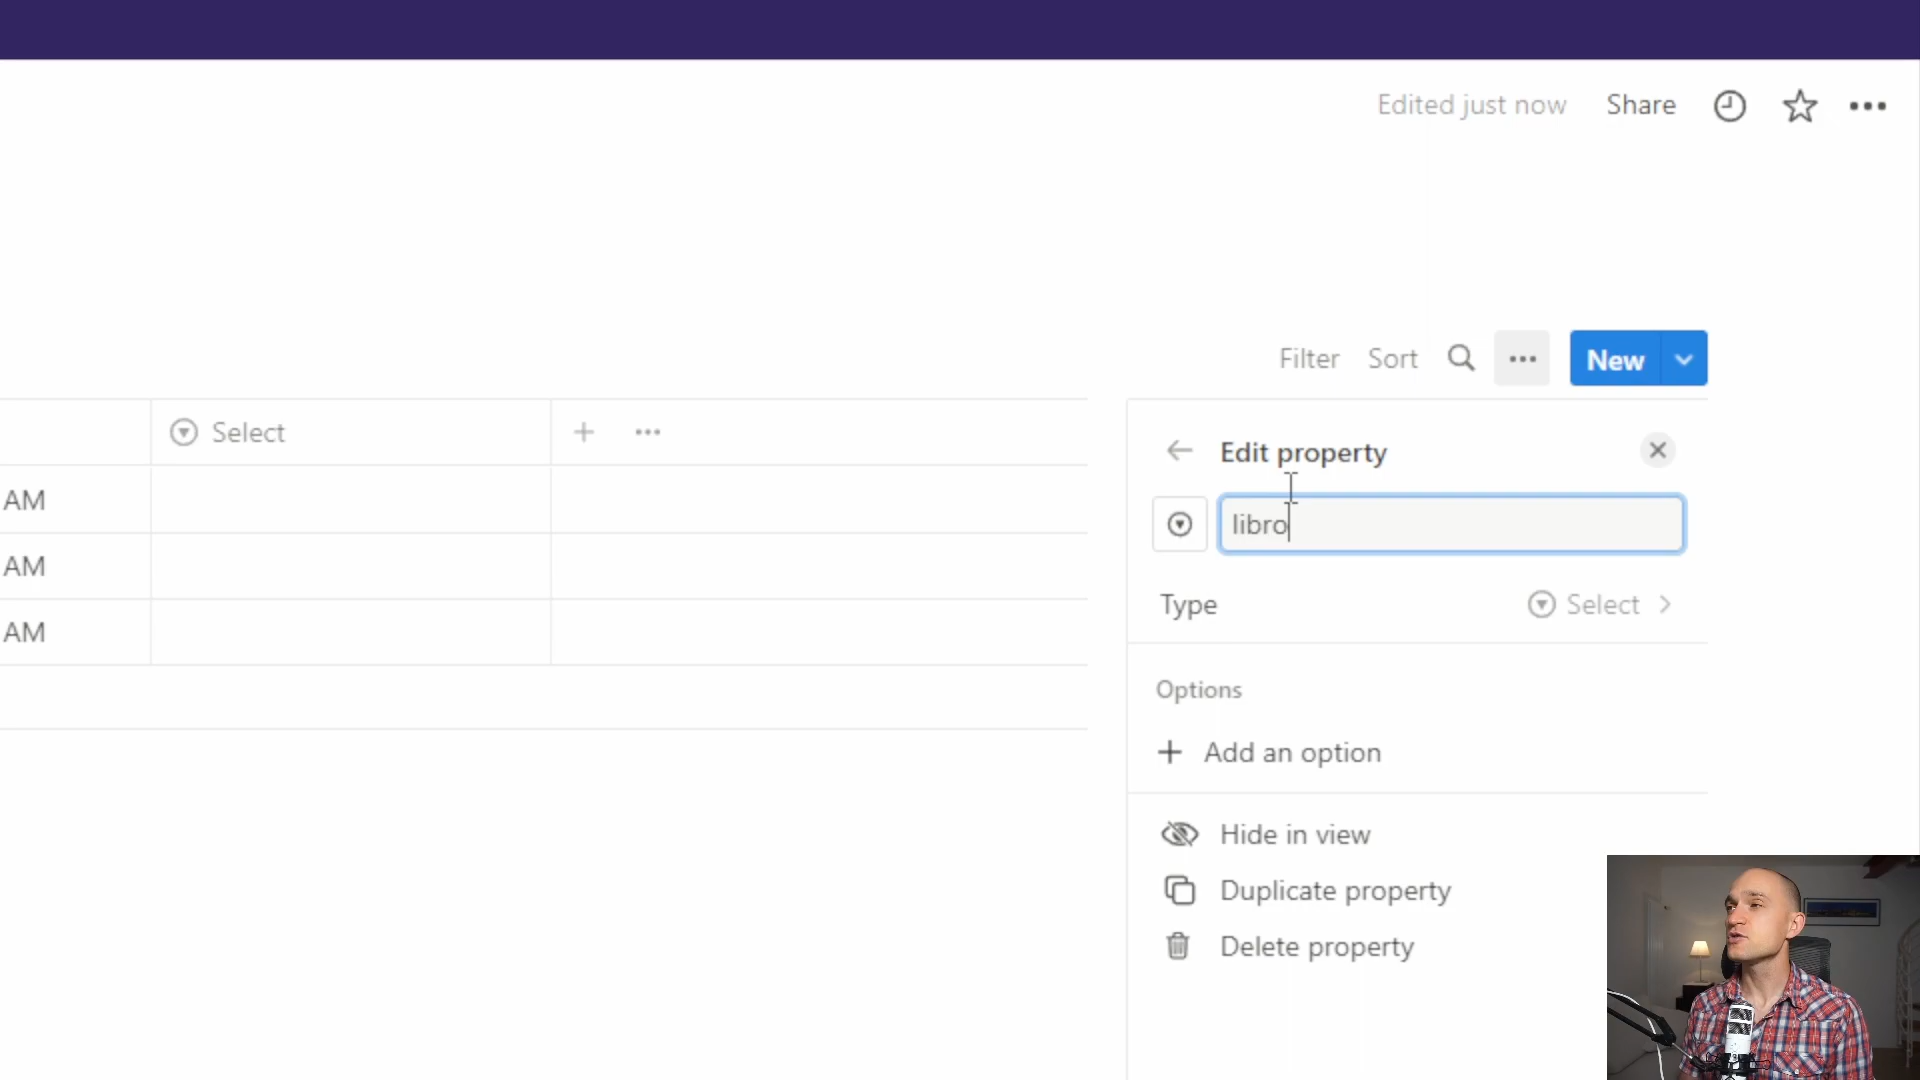 Edited just now Share
Filter Sort New
Select
AM
AM
AM
Edit property
libro
Type Select
Options
Add an option
Hide in view
Duplicate property
Delete property